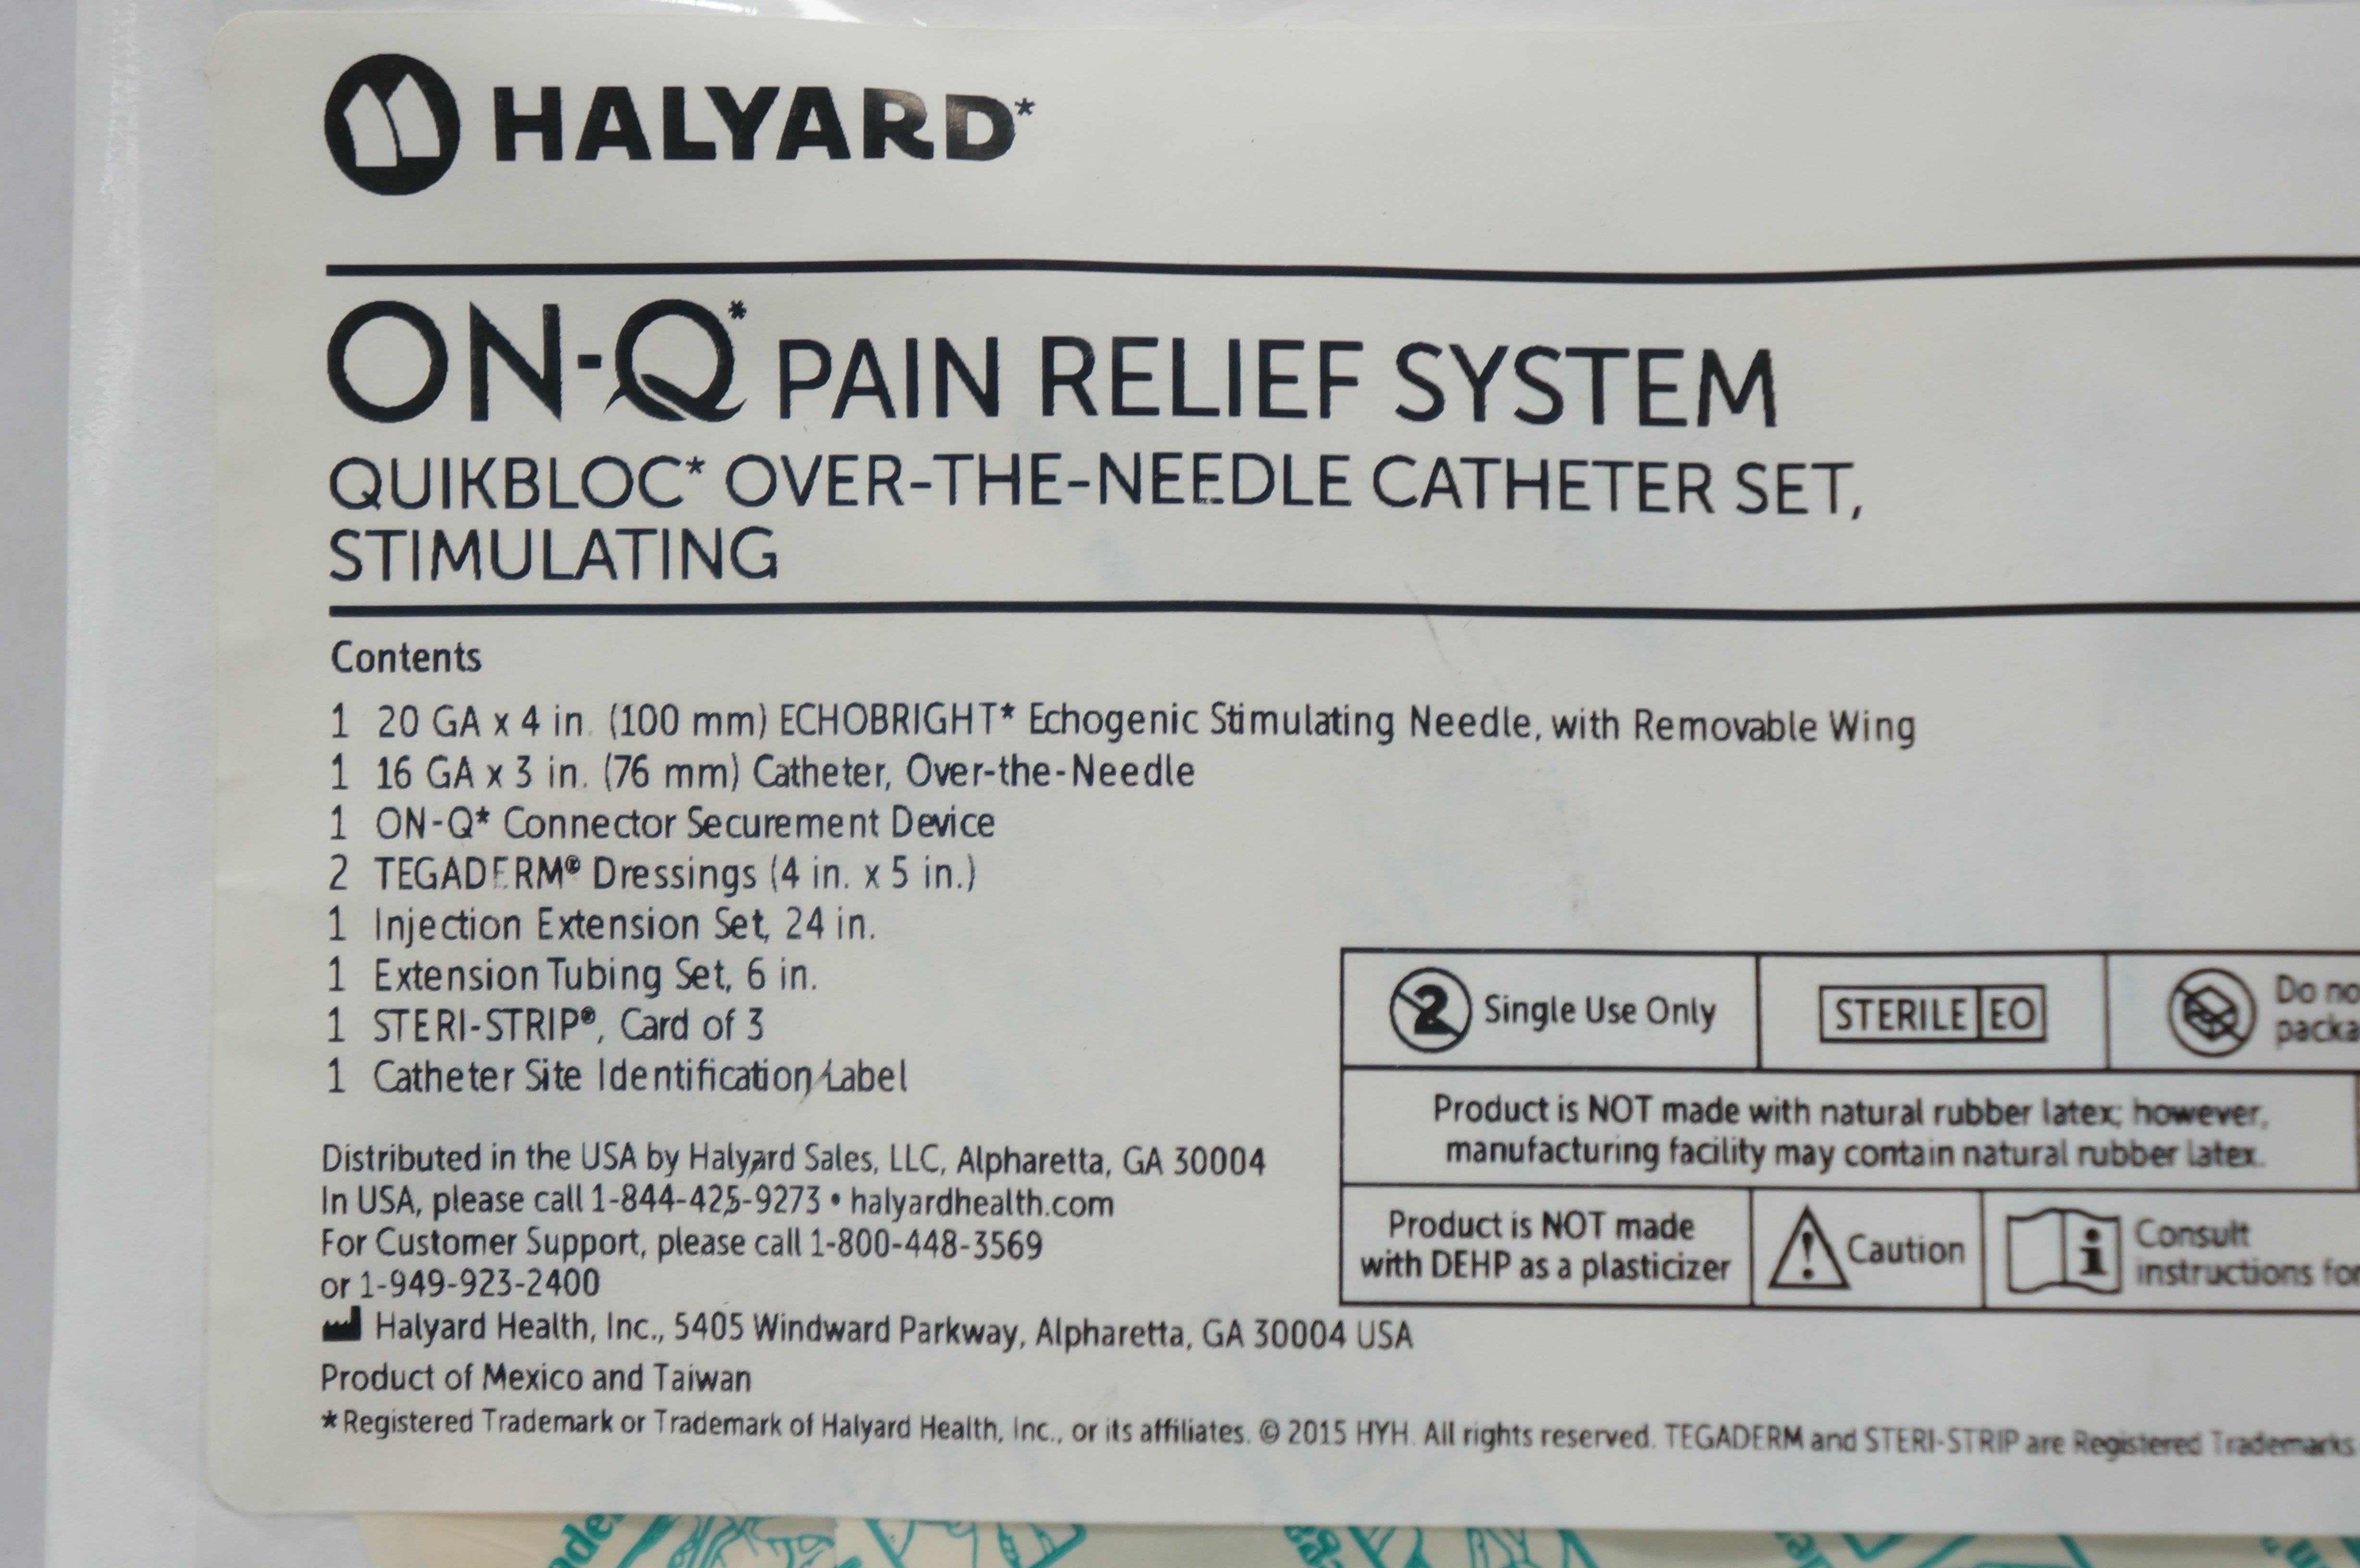 HALYARD*
ON-Q* PAIN RELIEF SYSTEM
QUIKBLOC* OVER-THE-NEEDLE CATHETER SET,
STIMULATING
Contents
1 20 GA x 4 in. (100 mm) ECHOBRIGHT* Echogenic Stimulating Needle, with Removable Wing
1 16 GA x 3 in. (76 mm) Catheter, Over-the-Needle
1 ON-Q* Connector Securement Device
2 TEGADERM® Dressings (4 in. x 5 in.)
1 Injection Extension Set, 24 in.
1 Extension Tubing Set, 6 in.
1 STERI-STRIP®, Card of 3
1 Catheter Site Identification Label
2 Single Use Only
STERILE EO
Do no
packa
Product is NOT made with natural rubber latex; however,
manufacturing facility may contain natural rubber latex.
Product is NOT made
with DEHP as a plasticizer
! Caution
i Consult
instructions for
Distributed in the USA by Halyard Sales, LLC, Alpharetta, GA 30004
In USA, please call 1-844-425-9273 • halyardhealth.com
For Customer Support, please call 1-800-448-3569
or 1-949-923-2400
Halyard Health, Inc., 5405 Windward Parkway, Alpharetta, GA 30004 USA
Product of Mexico and Taiwan
* Registered Trademark or Trademark of Halyard Health, Inc., or its affiliates. © 2015 HYH. All rights reserved. TEGADERM and STERI-STRIP are Registered Trademarks